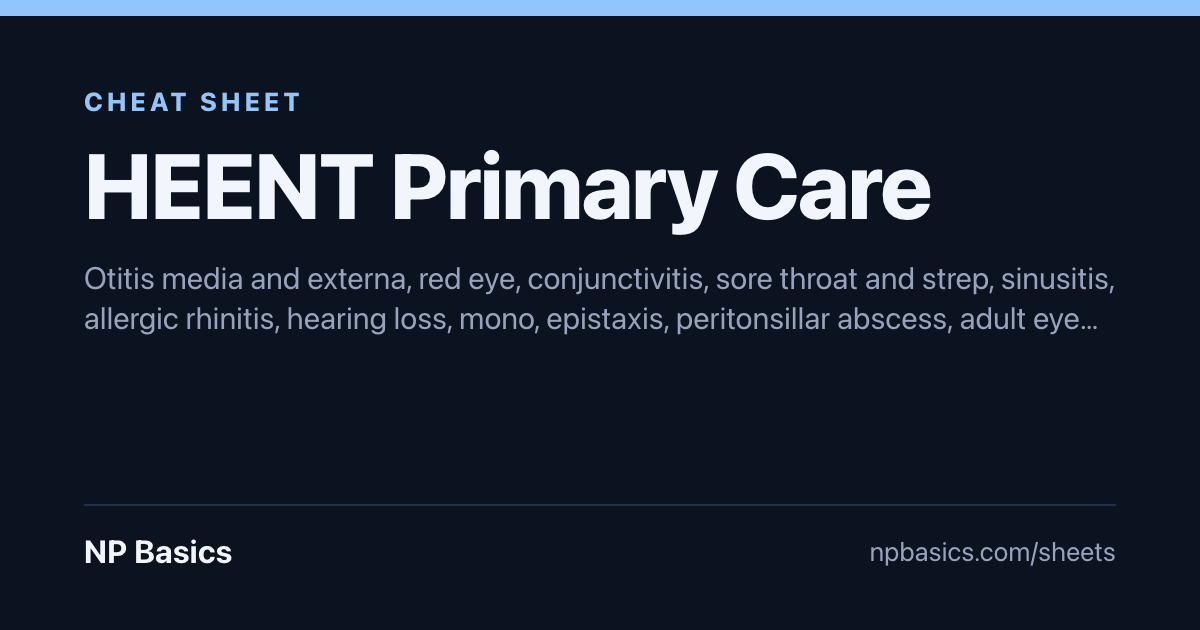 CHEAT SHEET
HEENT Primary Care
Otitis media and externa, red eye, conjunctivitis, sore throat and strep, sinusitis,
allergic rhinitis, hearing loss, mono, epistaxis, peritonsillar abscess, adult eye…
NP Basics
npbasics.com/sheets